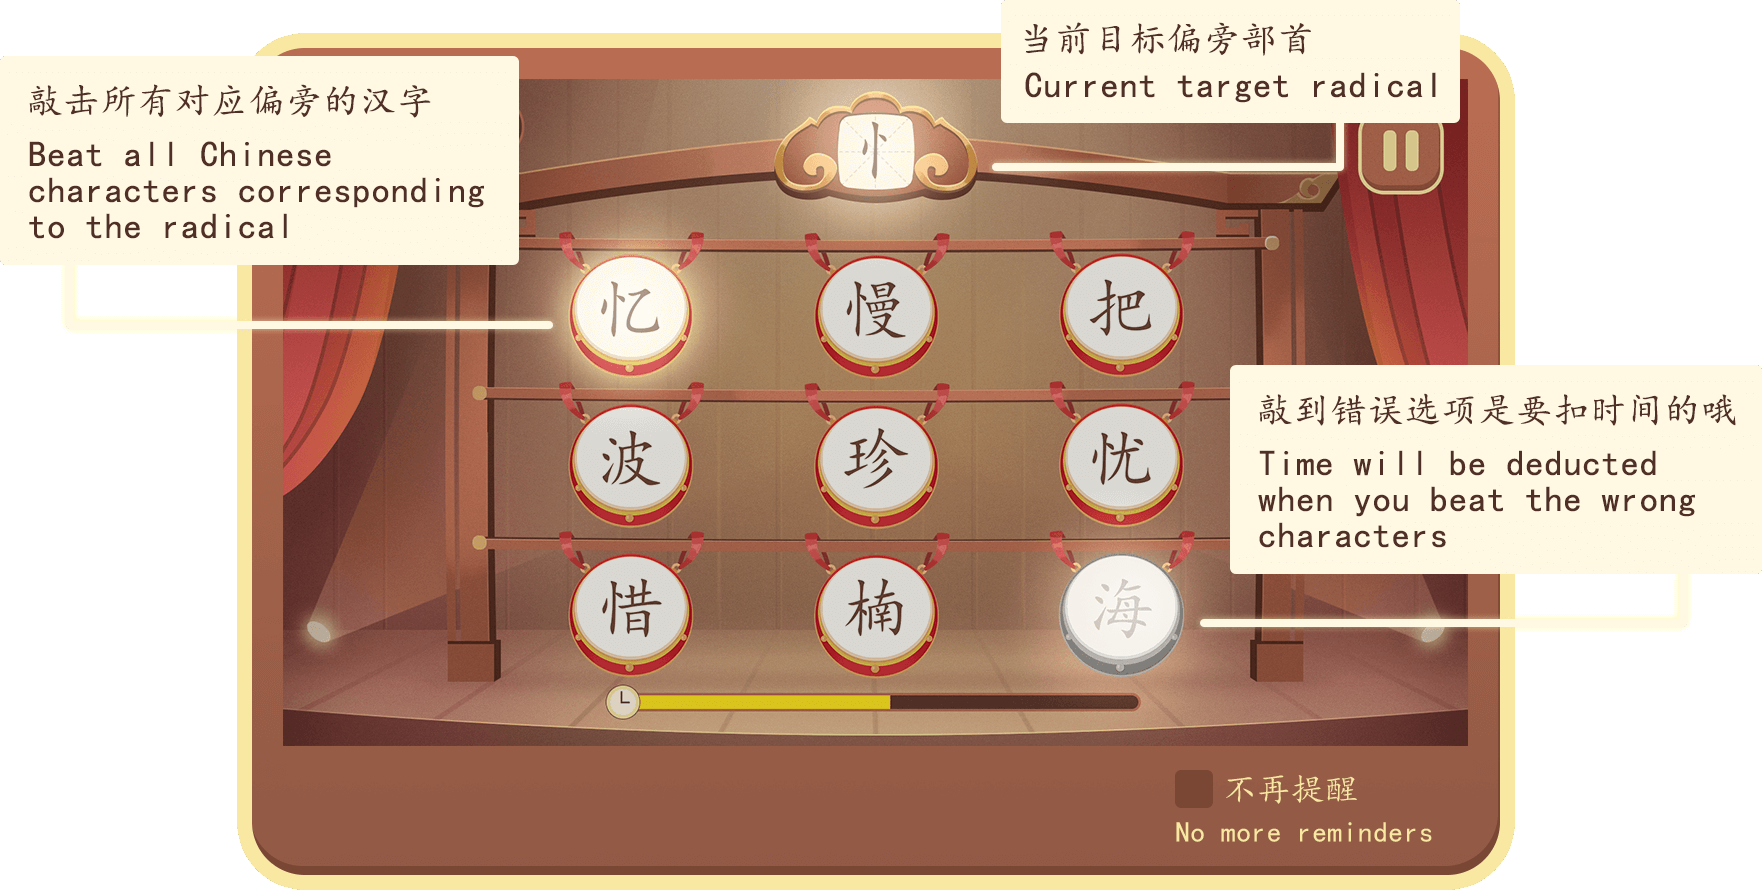 当前目标偏旁部首
Current target radical
敲击所有对应偏旁的汉字
Beat all Chinese
characters corresponding
to the radical
忄
忆 慢 把
波 珍 忧
惜 楠 海
敲到错误选项是要扣时间的哦
Time will be deducted
when you beat the wrong
characters
不再提醒
No more reminders